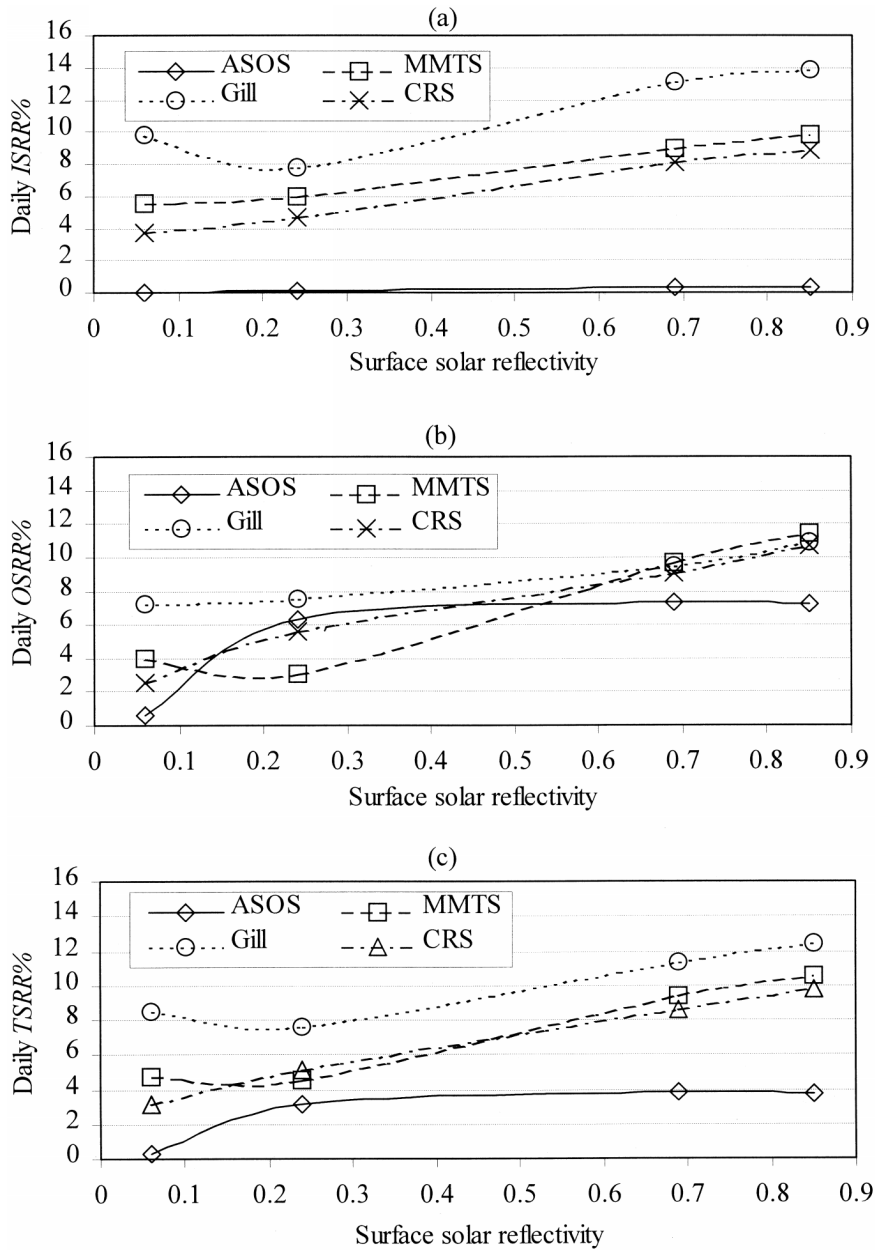 (a)
ASOS MMTS
Gill CRS
16
14
12
10
8
6
4
2
0
Daily ISRR%
0 0.1 0.2 0.3 0.4 0.5 0.6 0.7 0.8 0.9
Surface solar reflectivity
(b)
ASOS MMTS
Gill CRS
16
14
12
10
8
6
4
2
0
Daily OSRR%
0 0.1 0.2 0.3 0.4 0.5 0.6 0.7 0.8 0.9
Surface solar reflectivity
(c)
ASOS MMTS
Gill CRS
16
14
12
10
8
6
4
2
0
Daily TSRR%
0 0.1 0.2 0.3 0.4 0.5 0.6 0.7 0.8 0.9
Surface solar reflectivity